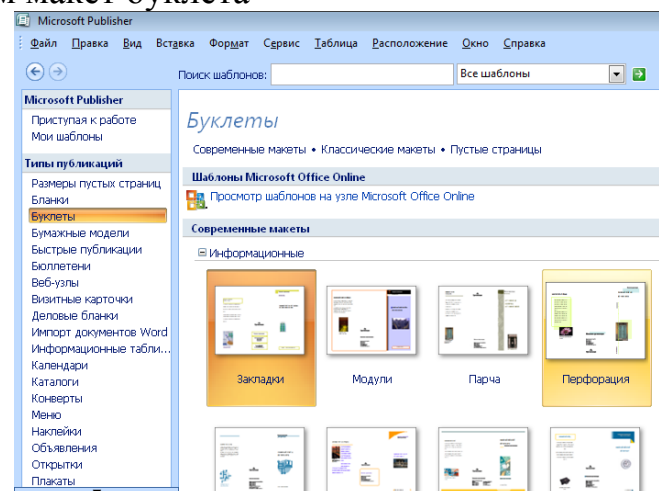 м макет буклета
Microsoft Publisher
Файл Правка Вид Вставка Формат Сервис Таблица Расположение Окно Справка
Поиск шаблонов: Все шаблоны
Microsoft Publisher
Приступая к работе
Мои шаблоны
Типы публикаций
Размеры пустых страниц
Бланки
Буклеты
Бумажные модели
Быстрые публикации
Бюллетени
Веб-узлы
Визитные карточки
Деловые бланки
Импорт документов Word
Информационные табли...
Календари
Каталоги
Конверты
Меню
Наклейки
Объявления
Открытки
Плакаты
Буклеты
Современные макеты • Классические макеты • Пустые страницы
Шаблоны Microsoft Office Online
Просмотр шаблонов на узле Microsoft Office Online
Современные макеты
Информационные
Закладки Модули Парча Перфорация